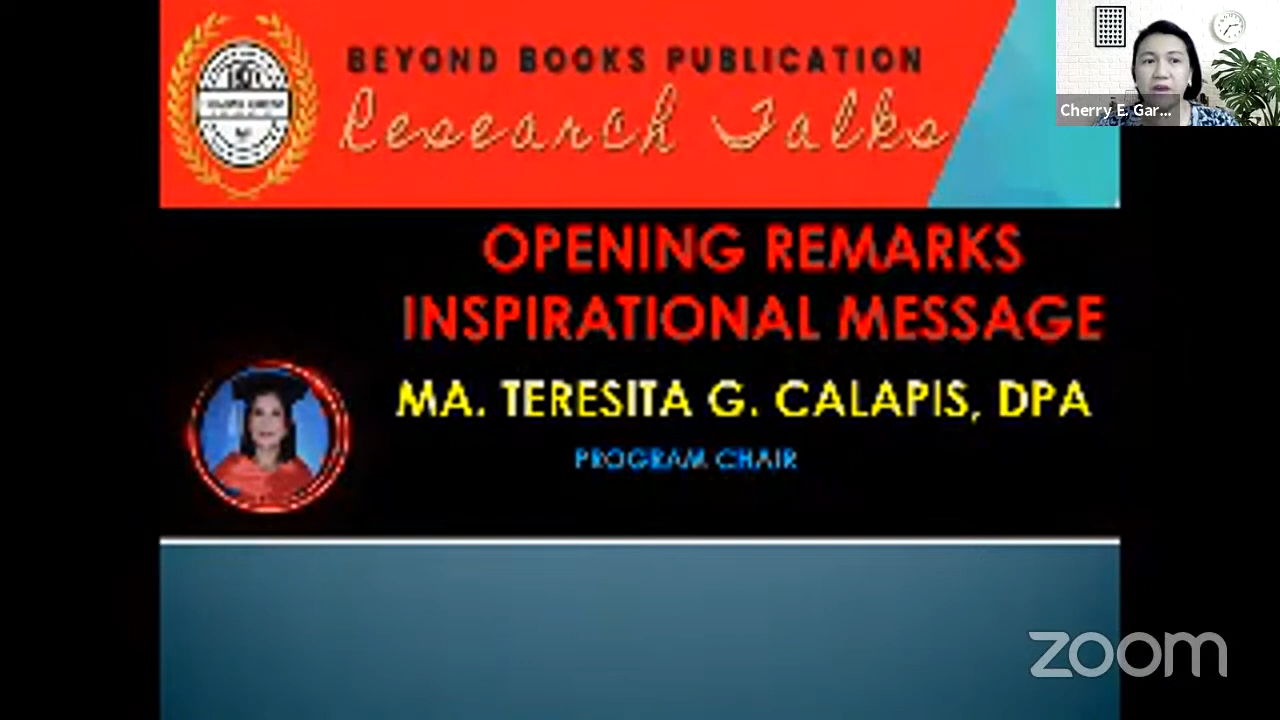 BEYOND BOOKS PUBLICATION
Research Talks
Cherry E. Gar...
OPENING REMARKS
INSPIRATIONAL MESSAGE
MA. TERESITA G. CALAPIS, DPA
PROGRAM CHAIR
zoom